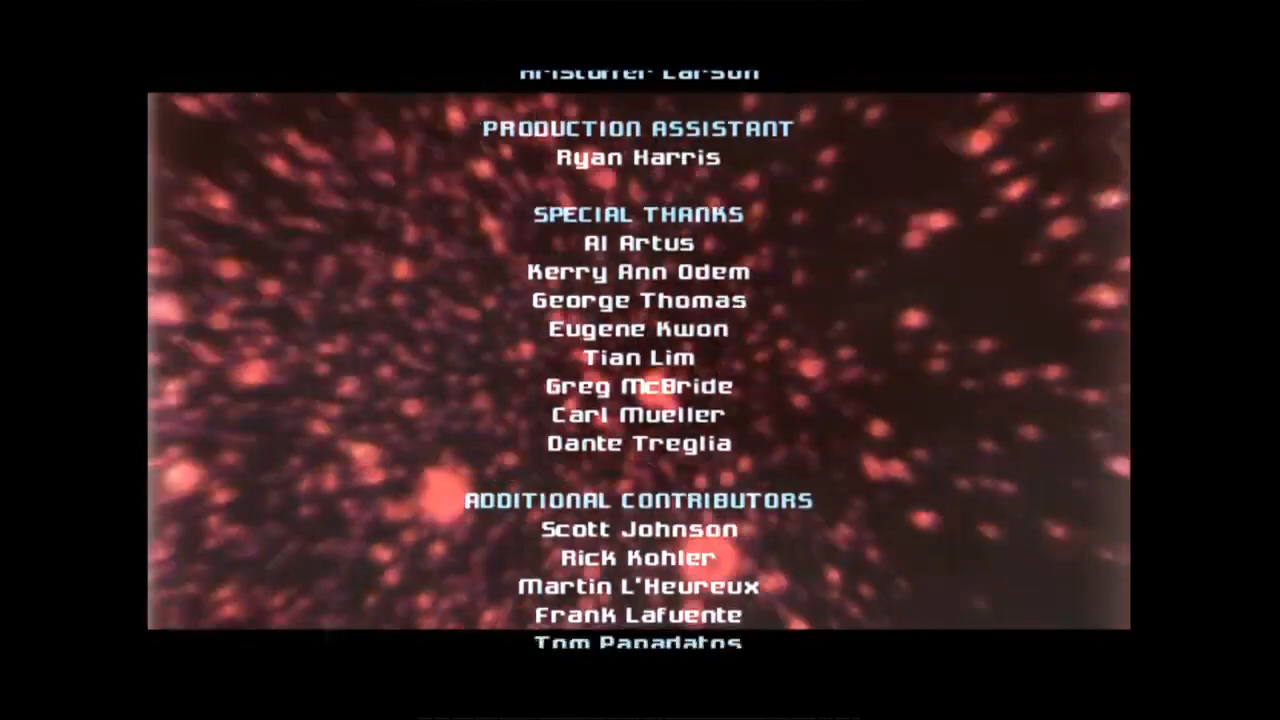 PRODUCTION ASSISTANT
Ryan Harris
SPECIAL THANKS
Al Artus
Kerry Ann Odem
George Thomas
Eugene Kwon
Tian Lim
Greg McBride
Carl Mueller
Dante Treglia
ADDITIONAL CONTRIBUTORS
Scott Johnson
Rick Kohler
Martin L'Heureux
Frank Lafuente
Tom